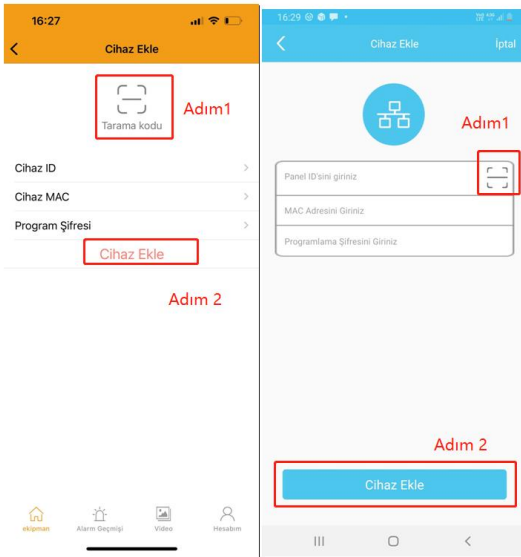 16:27
Cihaz Ekle
Tarama kodu
Adım1
Cihaz ID
Cihaz MAC
Program Şifresi
Cihaz Ekle
Adım 2
ekipman
Alarm Geçmişi
Video
Hesabım
16:29
Cihaz Ekle
İptal
Adım1
Panel ID'sini giriniz
MAC Adresini Giriniz
Programlama Şifresini Giriniz
Adım 2
Cihaz Ekle